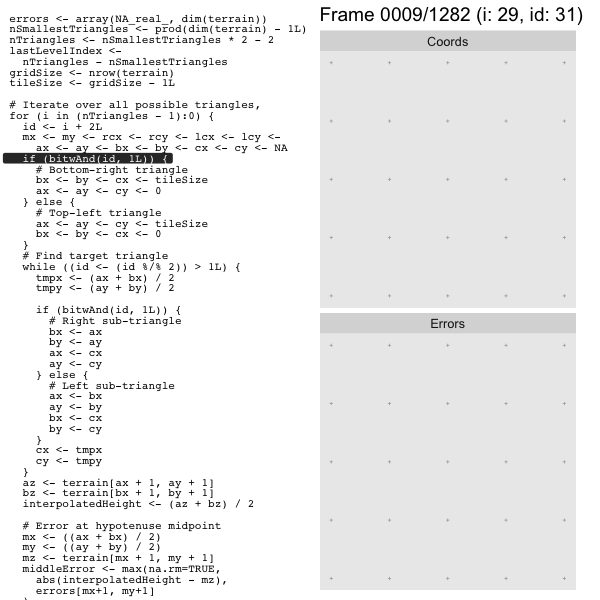 errors <- array(NA_real_, dim(terrain))
nSmallestTriangles <- prod(dim(terrain) - 1L)
nTriangles <- nSmallestTriangles * 2 - 2
lastLevelIndex <-
  nTriangles - nSmallestTriangles
gridSize <- nrow(terrain)
tileSize <- gridSize - 1L

# Iterate over all possible triangles,
for (i in (nTriangles - 1):0) {
  id <- i + 2L
  mx <- my <- rcx <- rcy <- lcx <- lcy <-
    ax <- ay <- bx <- by <- cx <- cy <- NA
  if (bitwAnd(id, 1L)) {
    # Bottom-right triangle
    bx <- by <- cx <- tileSize
    ax <- ay <- cy <- 0
  } else {
    # Top-left triangle
    ax <- ay <- cy <- tileSize
    bx <- by <- cx <- 0
  }
  # Find target triangle
  while ((id <- (id %/% 2)) > 1L) {
    tmpx <- (ax + bx) / 2
    tmpy <- (ay + by) / 2

    if (bitwAnd(id, 1L)) {
      # Right sub-triangle
      bx <- ax
      by <- ay
      ax <- cx
      ay <- cy
    } else {
      # Left sub-triangle
      ax <- bx
      ay <- by
      bx <- cx
      by <- cy
    }
    cx <- tmpx
    cy <- tmpy
  }
  az <- terrain[ax + 1, ay + 1]
  bz <- terrain[bx + 1, by + 1]
  interpolatedHeight <- (az + bz) / 2

  # Error at hypotenuse midpoint
  mx <- ((ax + bx) / 2)
  my <- ((ay + by) / 2)
  mz <- terrain[mx + 1, my + 1]
  middleError <- max(na.rm=TRUE,
    abs(interpolatedHeight - mz),
    errors[mx+1, my+1]
Frame 0009/1282 (i: 29, id: 31)
Coords
Errors